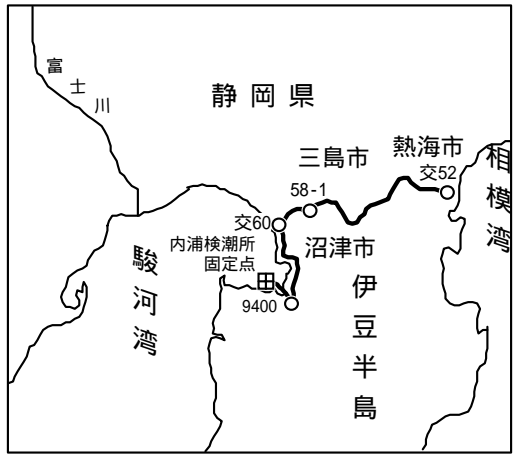 富士川
静岡県
三島市
熱海市
交52
相模湾
58-1
交60
沼津市
内浦検潮所
固定点
駿河湾
9400
伊豆半島